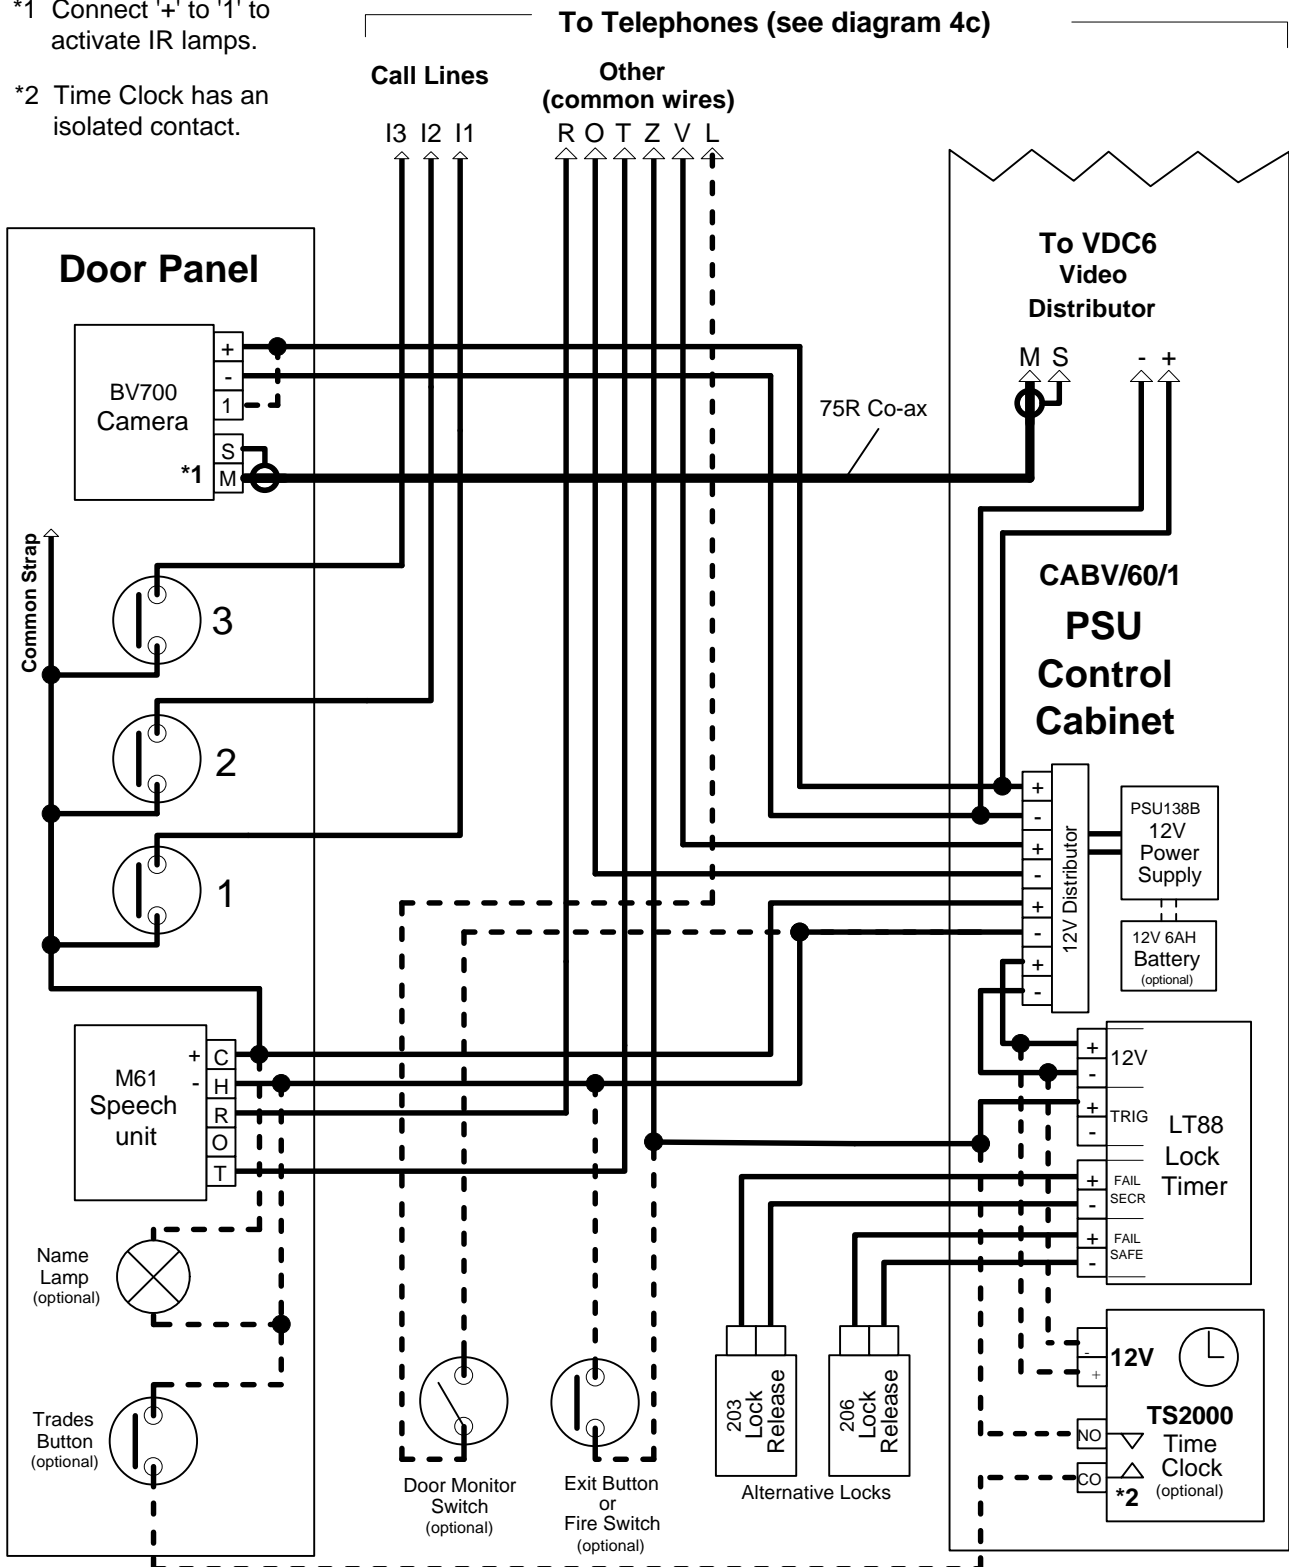 *1 Connect '+' to '1' to
activate IR lamps.
*2 Time Clock has an
isolated contact.
To Telephones (see diagram 4c)
Call Lines
Other
(common wires)
I3 I2 I1
R O T Z V L
Door Panel
BV700
Camera
*1
+
-
1
S
M
75R Co-ax
To VDC6
Video
Distributor
M S - +
Common Strap
3
2
1
CABV/60/1
PSU
Control
Cabinet
+
-
+
-
+
-
+
-
12V Distributor
PSU138B
12V
Power
Supply
12V 6AH
Battery
(optional)
M61
Speech
unit
+ C
- H
R
O
T
+
-
12V
+
-
TRIG
+
-
FAIL
SECR
+
-
FAIL
SAFE
LT88
Lock
Timer
Name
Lamp
(optional)
Trades
Button
(optional)
Door Monitor
Switch
(optional)
Exit Button
or
Fire Switch
(optional)
203
Lock
Release
206
Lock
Release
Alternative Locks
-
+
12V
NO
CO
TS2000
Time
Clock
(optional)
*2